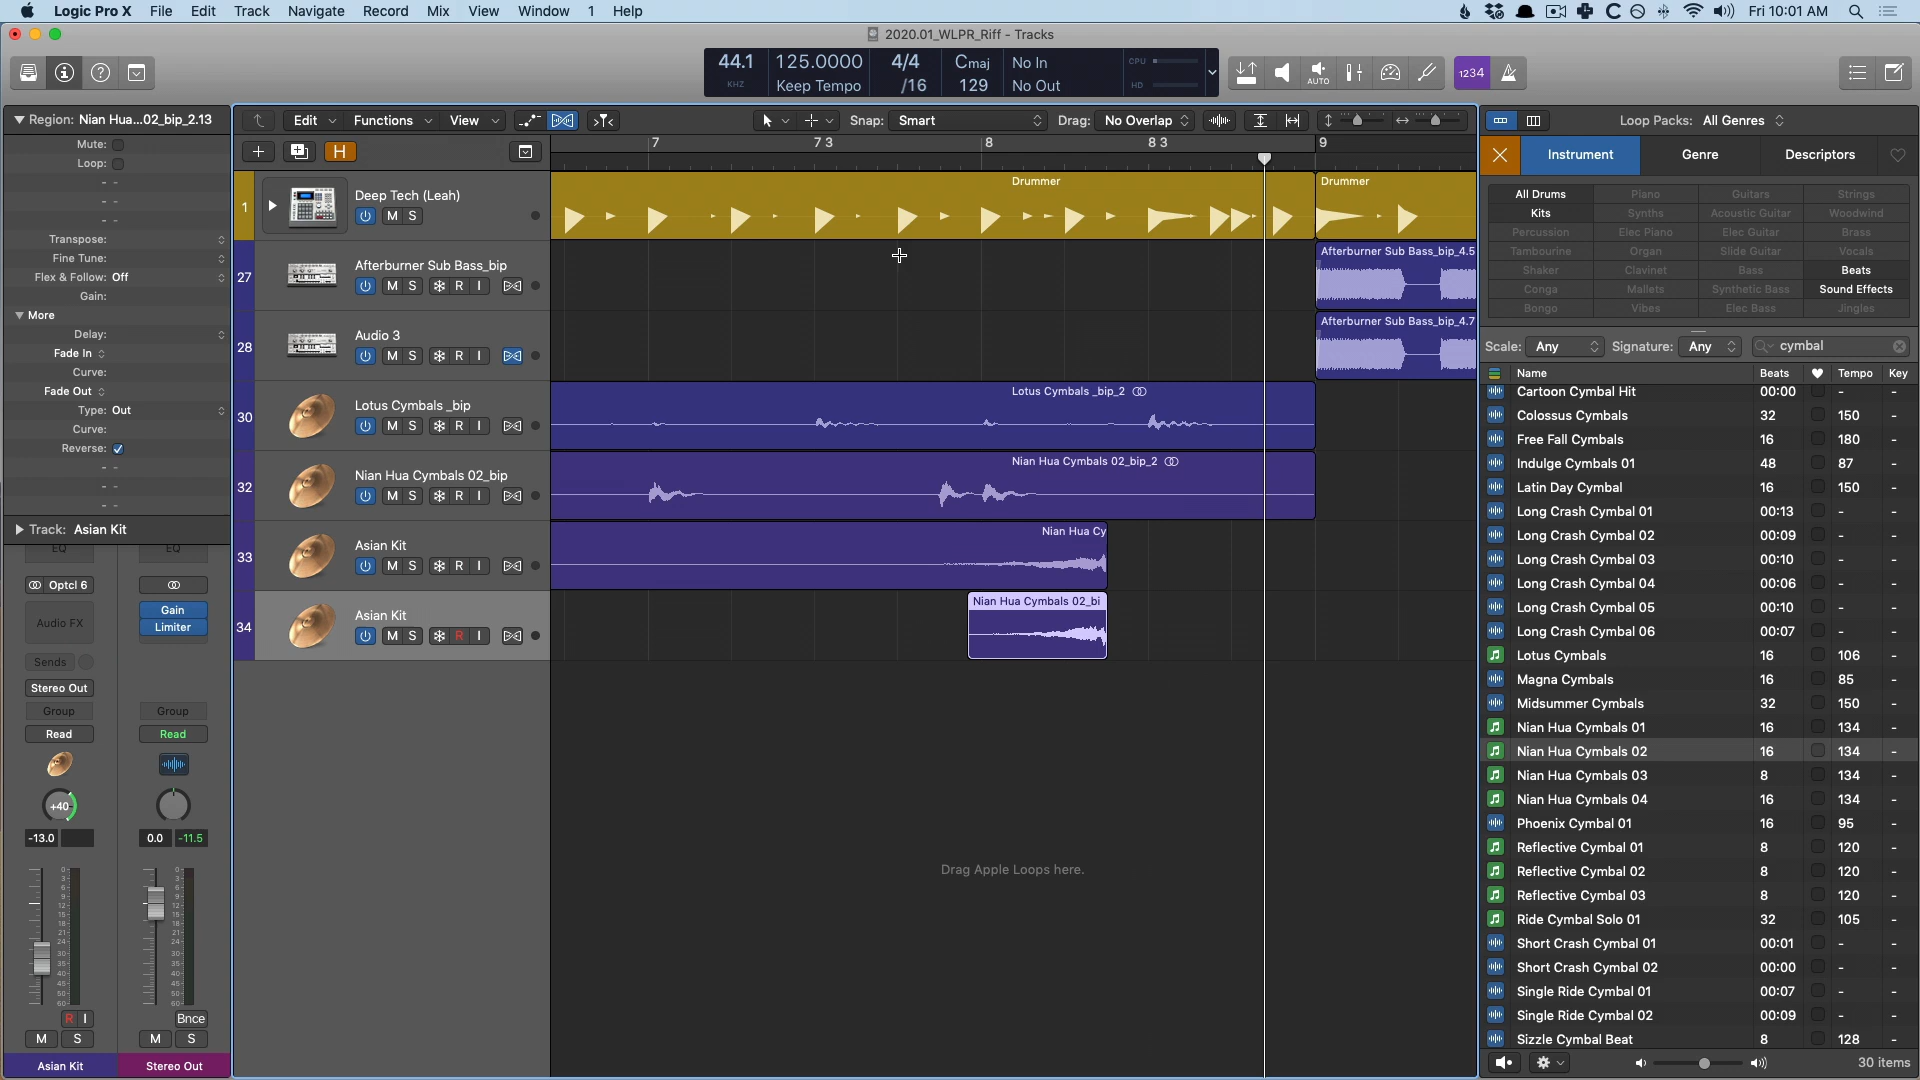 Logic Pro X File Edit Track Navigate Record Mix View Window 1 Help
Fri 10:01 AM
2020.01_WLPR_Riff - Tracks
44.1 125.0000 4/4 Cmaj No In CPU
KHZ Keep Tempo /16 129 No Out HD
AUTO
1234
Region: Nian Hua...02_bip_2.13
Mute:
Loop:
Transpose:
Fine Tune:
Flex & Follow: Off
Gain:
More
Delay:
Fade In
Curve:
Fade Out
Type: Out
Curve:
Reverse:
Track: Asian Kit
EQ EQ
Optcl 6
Audio FX Gain
Limiter
Sends
Stereo Out
Group Group
Read Read
+40
-13.0 0.0 -11.5
R I Bnce
M S M S
Asian Kit Stereo Out
Edit Functions View Snap: Smart Drag: No Overlap
H
7 7 3 8 8 3 9
1 Deep Tech (Leah)
M S
Drummer Drummer
27 Afterburner Sub Bass_bip
M S R I
Afterburner Sub Bass_bip_4.5
28 Audio 3
M S R I
Afterburner Sub Bass_bip_4.7
30 Lotus Cymbals _bip
M S R I
Lotus Cymbals _bip_2
32 Nian Hua Cymbals 02_bip
M S R I
Nian Hua Cymbals 02_bip_2
33 Asian Kit
M S R I
Nian Hua Cy
34 Asian Kit
M S R I
Nian Hua Cymbals 02_bi
Drag Apple Loops here.
Loop Packs: All Genres
Instrument Genre Descriptors
All Drums Piano Guitars Strings
Kits Synths Acoustic Guitar Woodwind
Percussion Elec Piano Elec Guitar Brass
Tambourine Organ Slide Guitar Vocals
Shaker Clavinet Bass Beats
Conga Mallets Synthetic Bass Sound Effects
Bongo Vibes Elec Bass Jingles
Scale: Any Signature: Any cymbal
Name Beats Tempo Key
Cartoon Cymbal Hit 00:00 - -
Colossus Cymbals 32 150 -
Free Fall Cymbals 16 180 -
Indulge Cymbals 01 48 87 -
Latin Day Cymbal 16 150 -
Long Crash Cymbal 01 00:13 - -
Long Crash Cymbal 02 00:09 - -
Long Crash Cymbal 03 00:10 - -
Long Crash Cymbal 04 00:06 - -
Long Crash Cymbal 05 00:10 - -
Long Crash Cymbal 06 00:07 - -
Lotus Cymbals 16 106 -
Magna Cymbals 16 85 -
Midsummer Cymbals 32 150 -
Nian Hua Cymbals 01 16 134 -
Nian Hua Cymbals 02 16 134 -
Nian Hua Cymbals 03 8 134 -
Nian Hua Cymbals 04 16 134 -
Phoenix Cymbal 01 16 95 -
Reflective Cymbal 01 8 120 -
Reflective Cymbal 02 8 120 -
Reflective Cymbal 03 8 120 -
Ride Cymbal Solo 01 32 105 -
Short Crash Cymbal 01 00:01 - -
Short Crash Cymbal 02 00:00 - -
Single Ride Cymbal 01 00:07 - -
Single Ride Cymbal 02 00:09 - -
Sizzle Cymbal Beat 8 128 -
30 items